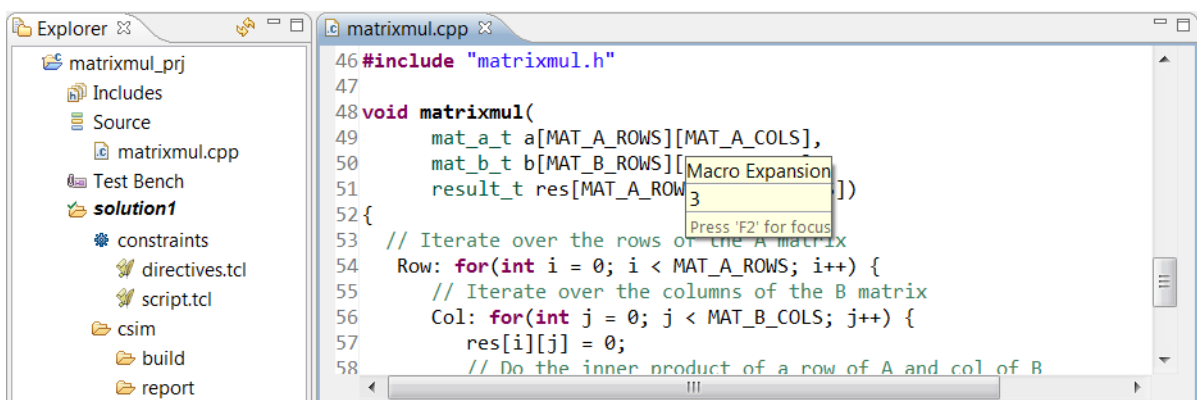 Explorer
matrixmul_prj
Includes
Source
matrixmul.cpp
Test Bench
solution1
constraints
directives.tcl
script.tcl
csim
build
report
matrixmul.cpp
46 #include "matrixmul.h"
47
48 void matrixmul(
49 mat_a_t a[MAT_A_ROWS][MAT_A_COLS],
50 mat_b_t b[MAT_B_ROWS][
51 result_t res[MAT_A_ROW ])
52 {
53 // Iterate over the rows of the A matrix
54 Row: for(int i = 0; i < MAT_A_ROWS; i++) {
55 // Iterate over the columns of the B matrix
56 Col: for(int j = 0; j < MAT_B_COLS; j++) {
57 res[i][j] = 0;
58 // Do the inner product of a row of A and col of B
Macro Expansion
3
Press 'F2' for focus